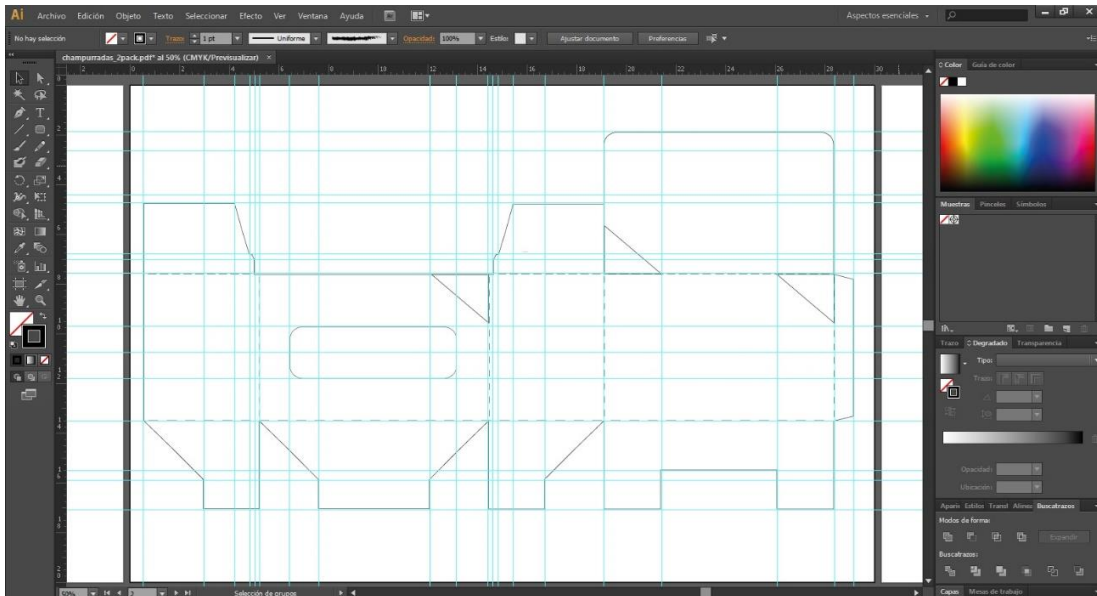 Ai Archivo Edición Objeto Texto Seleccionar Efecto Ver Ventana Ayuda
Aspectos esenciales
No hay selección
Trazo: 1 pt Uniforme Opacidad: 100% Estilo: Ajustar documento Preferencias
champurradas_2pack.pdf* al 50% (CMYK/Previsualizar) ×
Color Guía de color
Muestras Pinceles Símbolos
Trazo Degradado Transparencia
Tipo:
Trazo:
Opacidad:
Ubicación:
Buscatrazos
Modos de forma:
Expandir
Buscatrazos:
Capas Mesas de trabajo
50% Selección de grupos